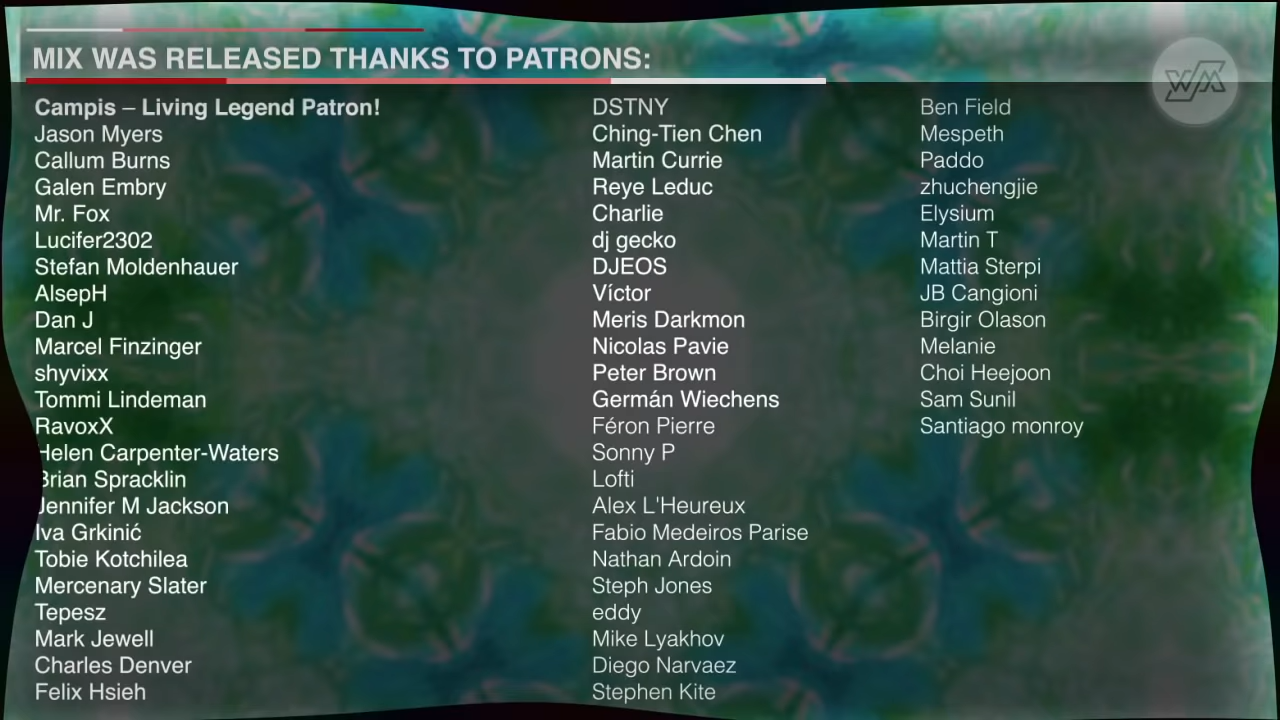 MIX WAS RELEASED THANKS TO PATRONS:
WM
Campis – Living Legend Patron!
Jason Myers
Callum Burns
Galen Embry
Mr. Fox
Lucifer2302
Stefan Moldenhauer
AlsepH
Dan J
Marcel Finzinger
shyvixx
Tommi Lindeman
RavoxX
Helen Carpenter-Waters
Brian Spracklin
Jennifer M Jackson
Iva Grkinić
Tobie Kotchilea
Mercenary Slater
Tepesz
Mark Jewell
Charles Denver
Felix Hsieh
DSTNY
Ching-Tien Chen
Martin Currie
Reye Leduc
Charlie
dj gecko
DJEOS
Víctor
Meris Darkmon
Nicolas Pavie
Peter Brown
Germán Wiechens
Féron Pierre
Sonny P
Lofti
Alex L'Heureux
Fabio Medeiros Parise
Nathan Ardoin
Steph Jones
eddy
Mike Lyakhov
Diego Narvaez
Stephen Kite
Ben Field
Mespeth
Paddo
zhuchengjie
Elysium
Martin T
Mattia Sterpi
JB Cangioni
Birgir Olason
Melanie
Choi Heejoon
Sam Sunil
Santiago monroy